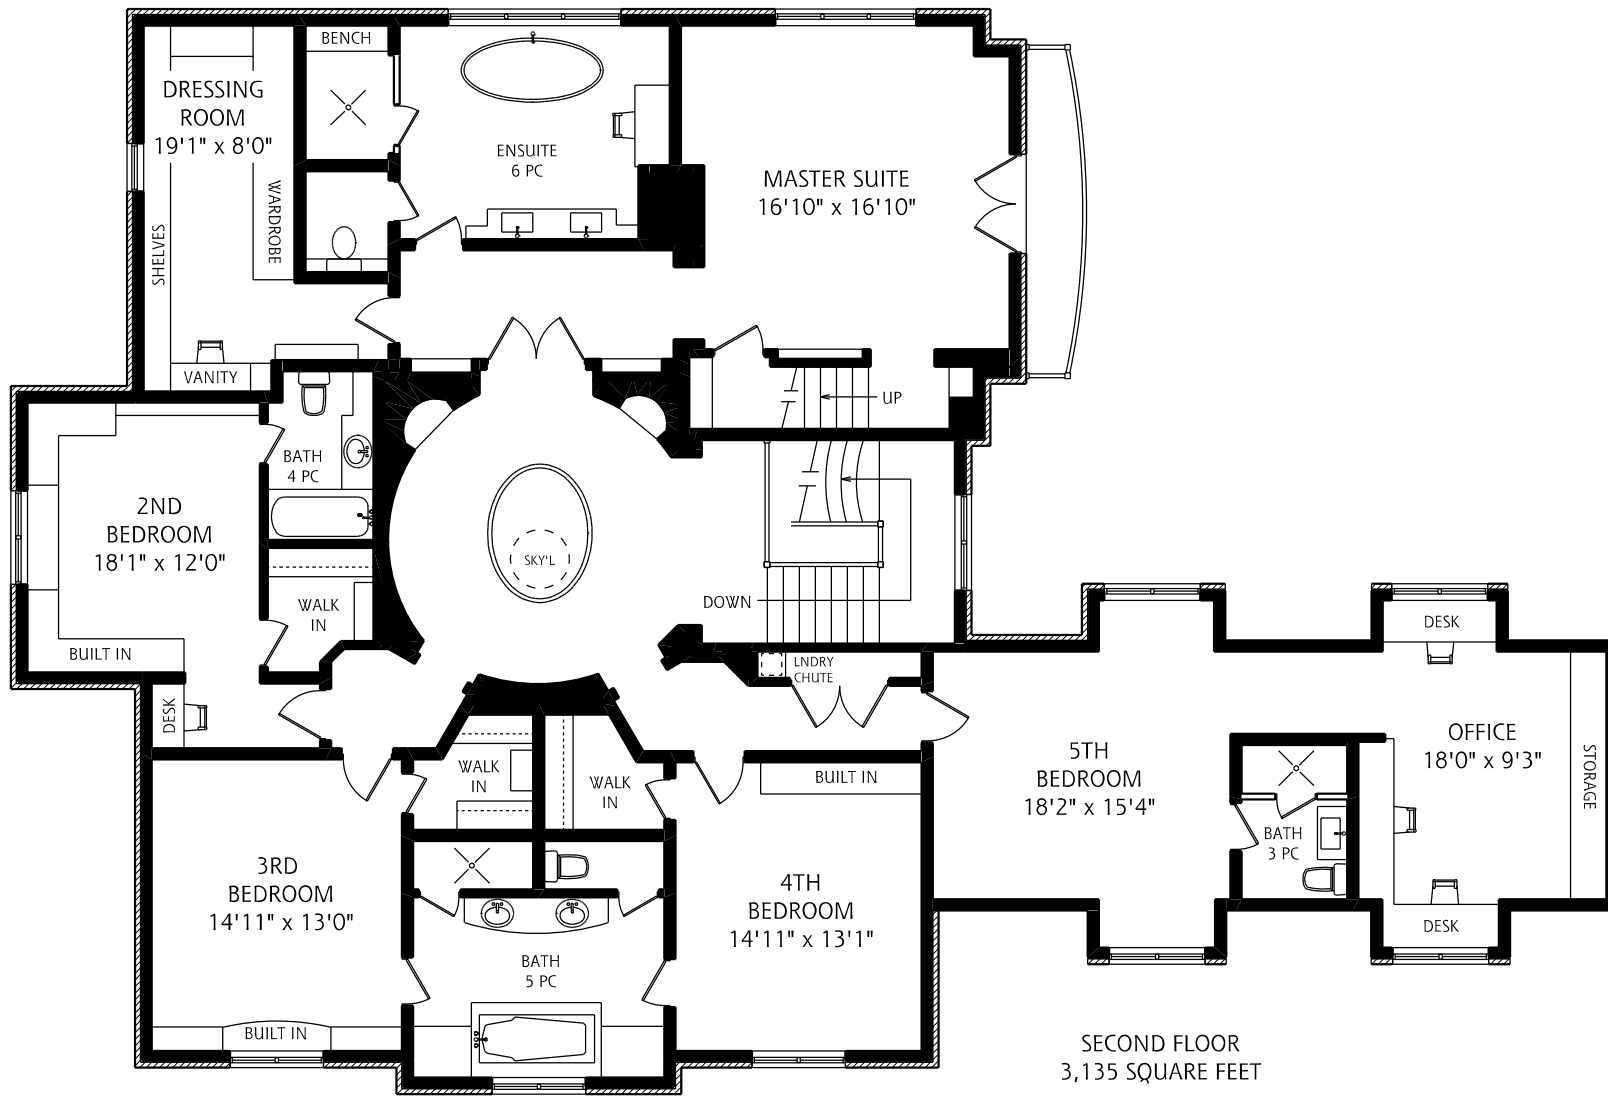 BENCH
DRESSING
ROOM
19'1" x 8'0"
ENSUITE
6 PC
MASTER SUITE
16'10" x 16'10"
WARDROBE
SHELVES
VANITY
UP
BATH
4 PC
2ND
BEDROOM
18'1" x 12'0"
SKY'L
WALK
IN
DOWN
BUILT IN
LNDRY
CHUTE
DESK
DESK
WALK
IN
WALK
IN
BUILT IN
5TH
BEDROOM
18'2" x 15'4"
OFFICE
18'0" x 9'3"
STORAGE
BATH
3 PC
3RD
BEDROOM
14'11" x 13'0"
4TH
BEDROOM
14'11" x 13'1"
DESK
BATH
5 PC
BUILT IN
SECOND FLOOR
3,135 SQUARE FEET